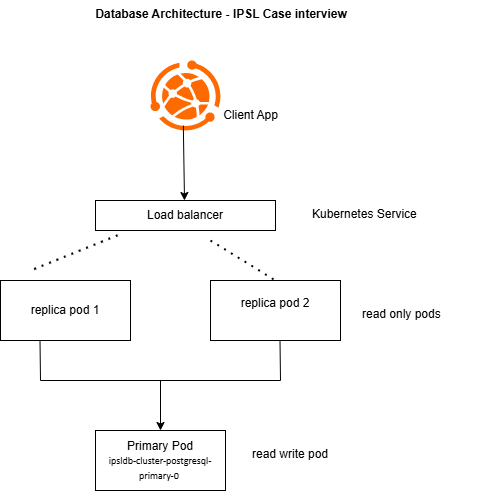 Database Architecture - IPSL Case interview
Client App
Load balancer
Kubernetes Service
replica pod 1
replica pod 2
read only pods
Primary Pod
ipsldb-cluster-postgresql-
primary-0
read write pod